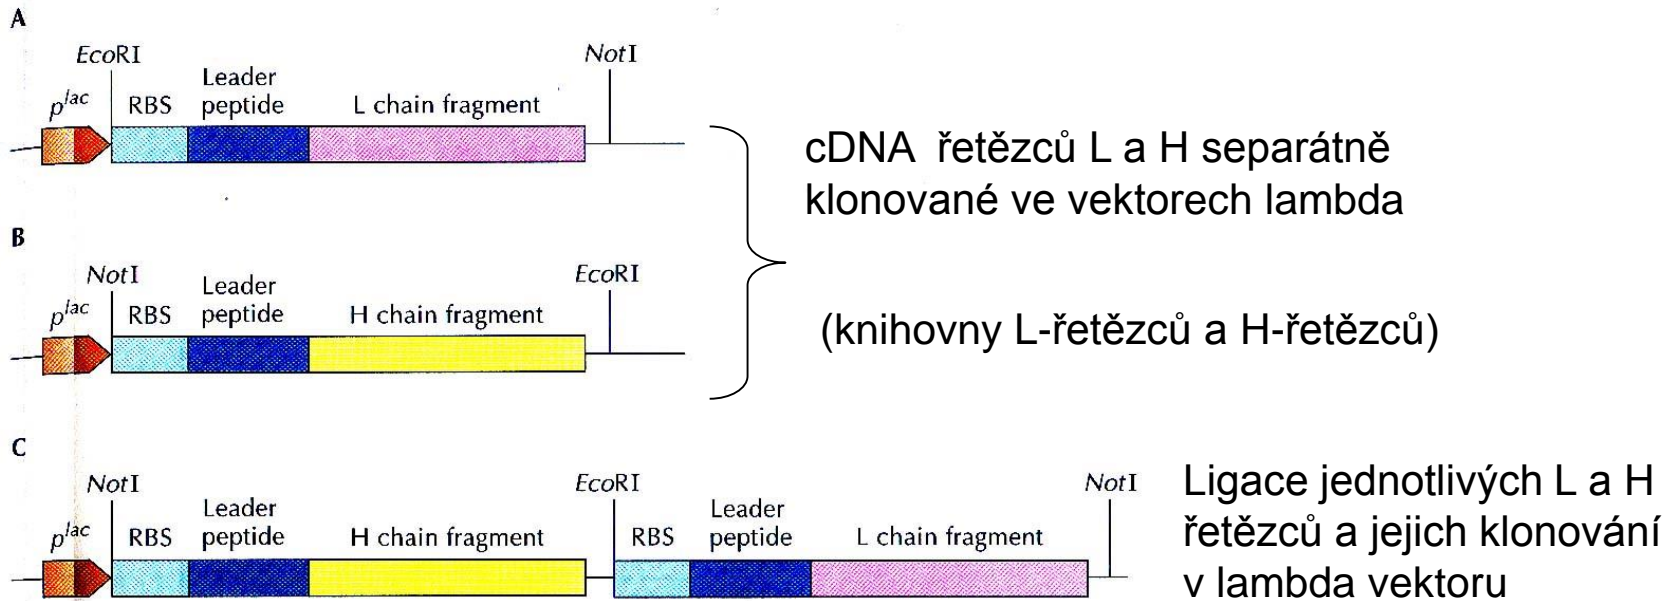 A
EcoRI
NotI
p^lac
RBS
Leader
peptide
L chain fragment
cDNA řetězců L a H separátně
klonované ve vektorech lambda
B
NotI
EcoRI
p^lac
RBS
Leader
peptide
H chain fragment
(knihovny L-řetězců a H-řetězců)
C
NotI
EcoRI
NotI
p^lac
RBS
Leader
peptide
H chain fragment
RBS
Leader
peptide
L chain fragment
Ligace jednotlivých L a H
řetězců a jejich klonování
v lambda vektoru